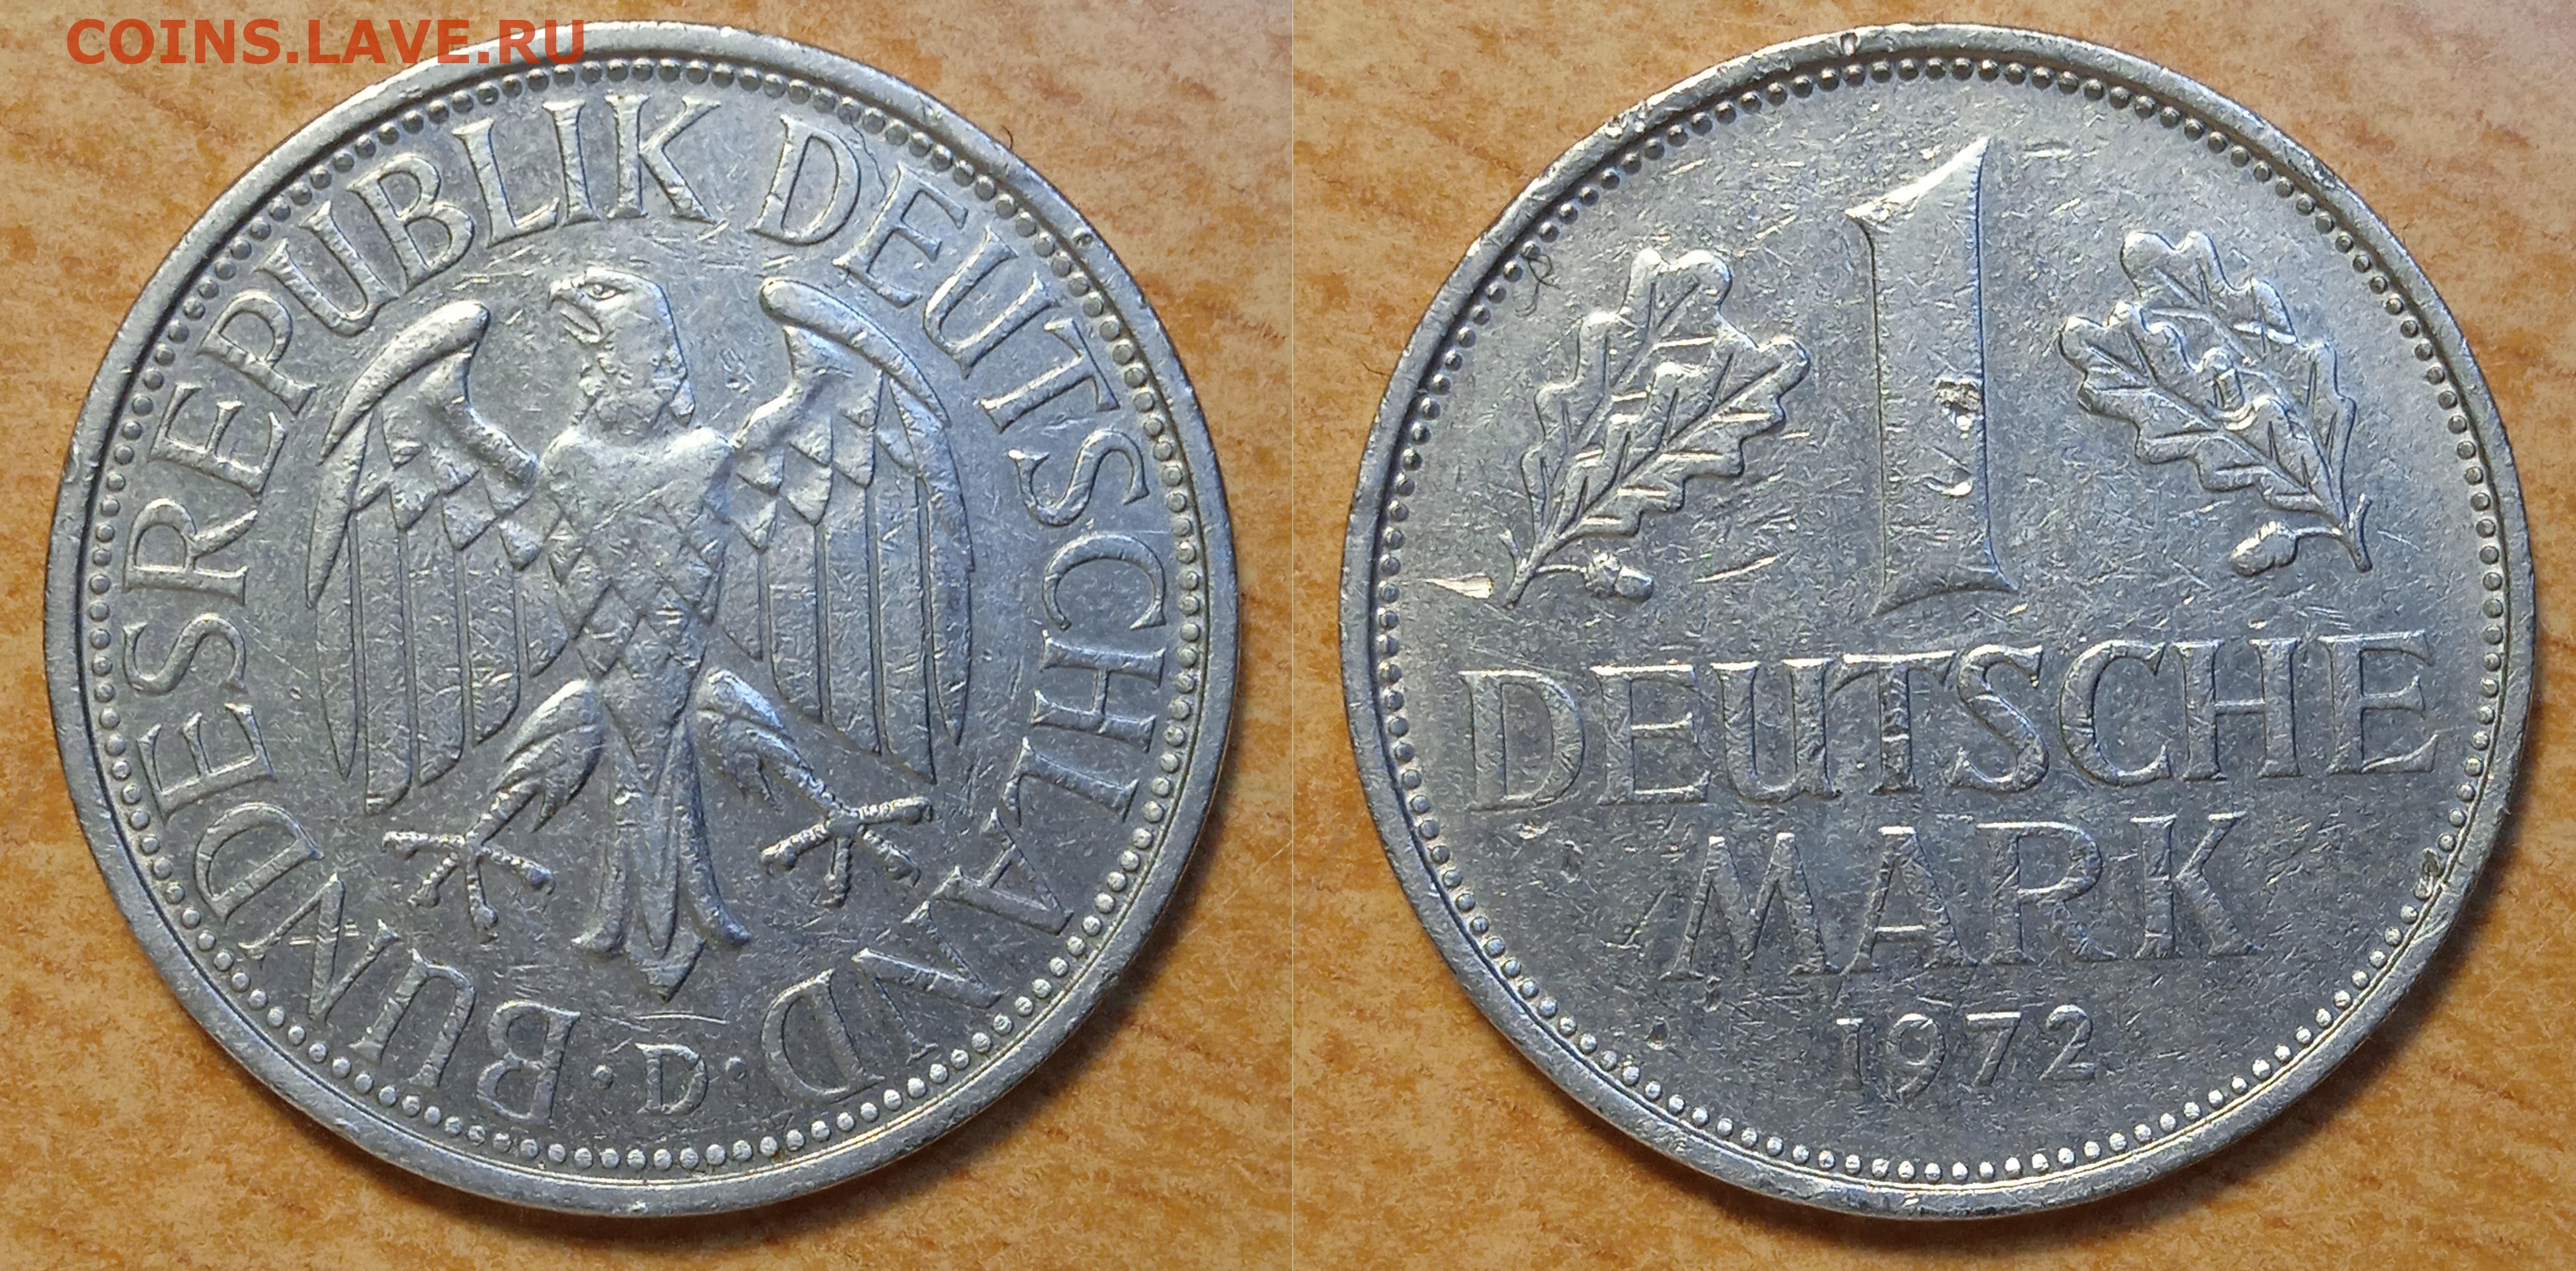 COINS.LAVE.RU
BUNDESREPUBLIK DEUTSCHLAND
· D ·
1
DEUTSCHE
MARK
1972